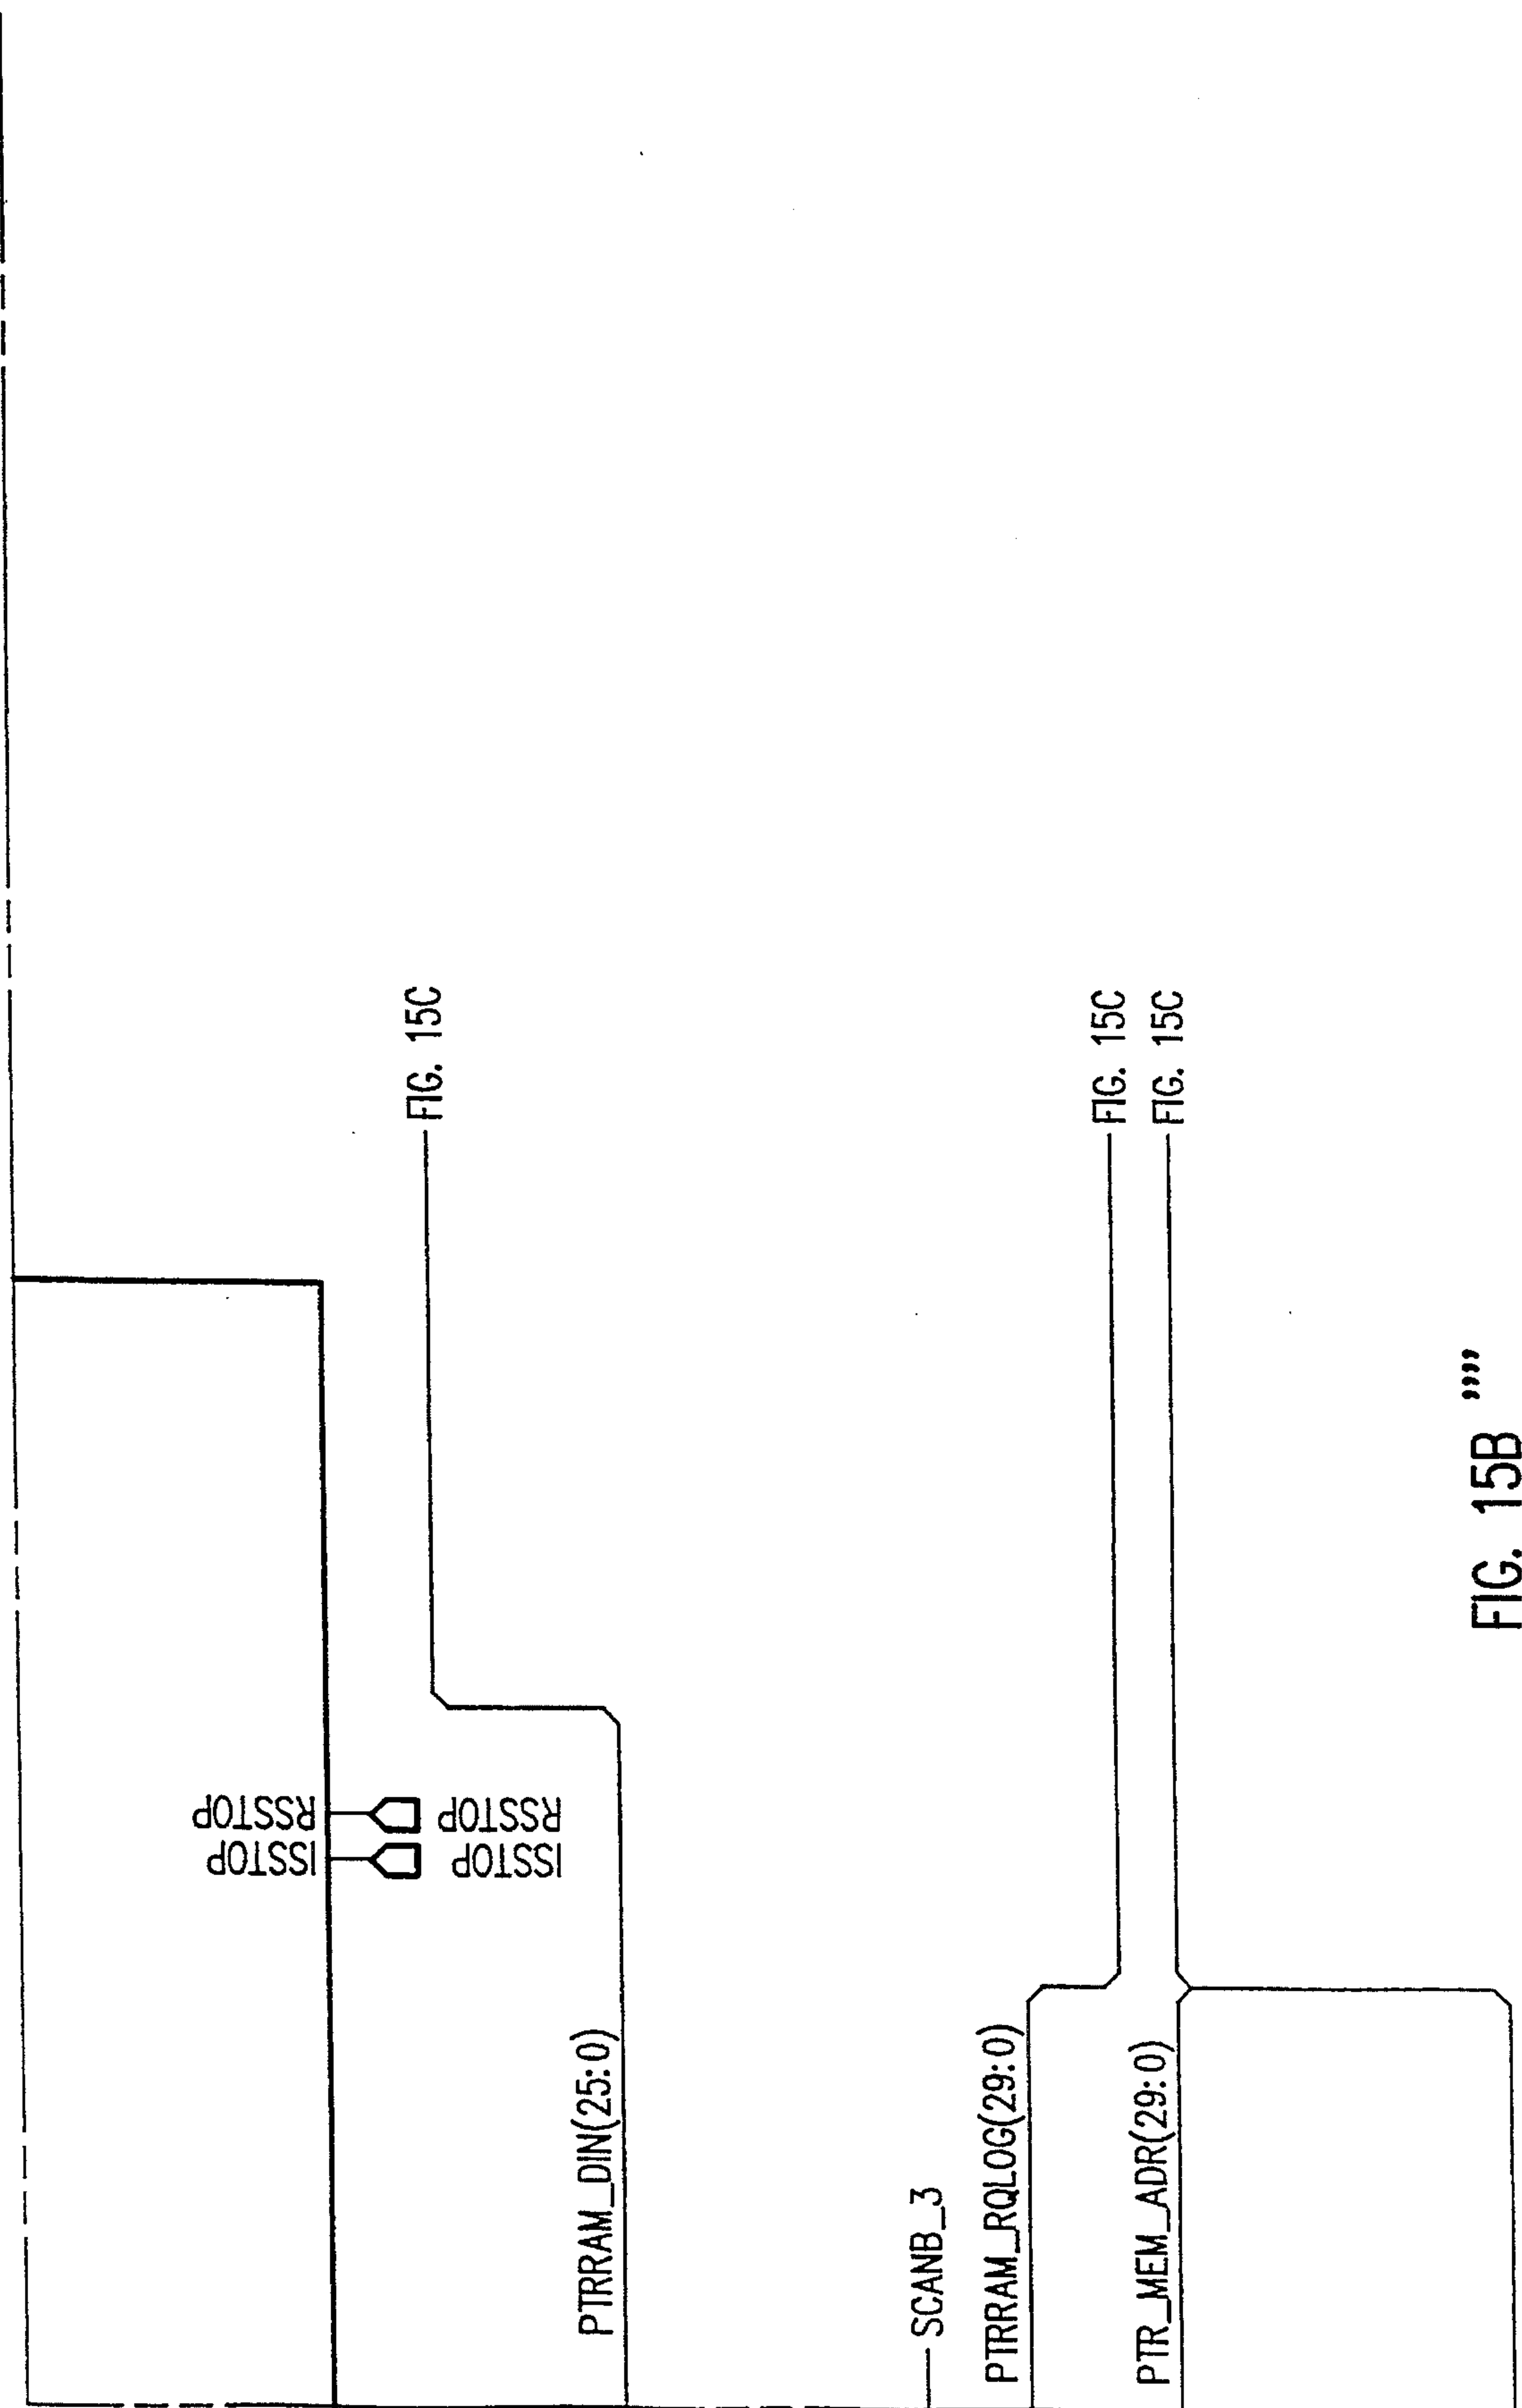 ISSTOP
RSSTOP
ISSTOP
RSSTOP
FIG. 15C
PTRRAM_DIN(25:0)
SCANB_3
PTRRAM_RQLOG(29:0)
FIG. 15C
PTR_MEM_ADR(29:0)
FIG. 15C
FIG. 15B ""